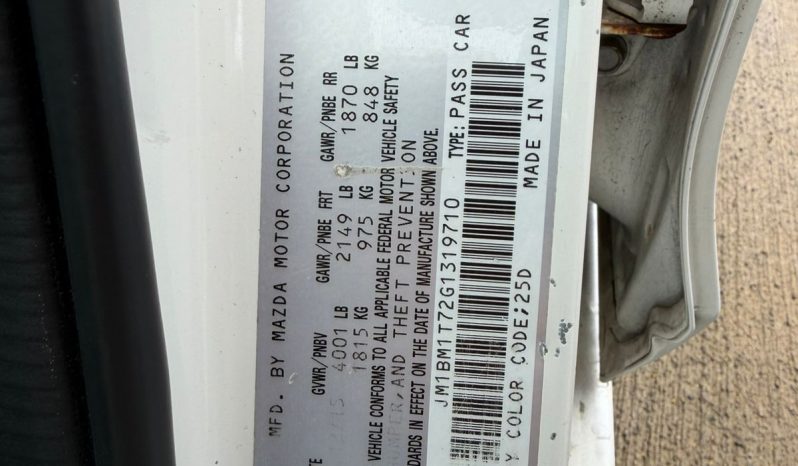 MFD. BY MAZDA MOTOR CORPORATION
GVWR/PNBV GAWR/PNBE FRT GAWR/PNBE RR
4001 LB 2149 LB 1870 LB
1815 KG 975 KG 848 KG
VEHICLE CONFORMS TO ALL APPLICABLE FEDERAL MOTOR VEHICLE SAFETY
,AND THEFT PREVENTION
DARDS IN EFFECT ON THE DATE OF MANUFACTURE SHOWN ABOVE.
JM1BM1T72G1319710 TYPE: PASS CAR
Y COLOR CODE;25D MADE IN JAPAN